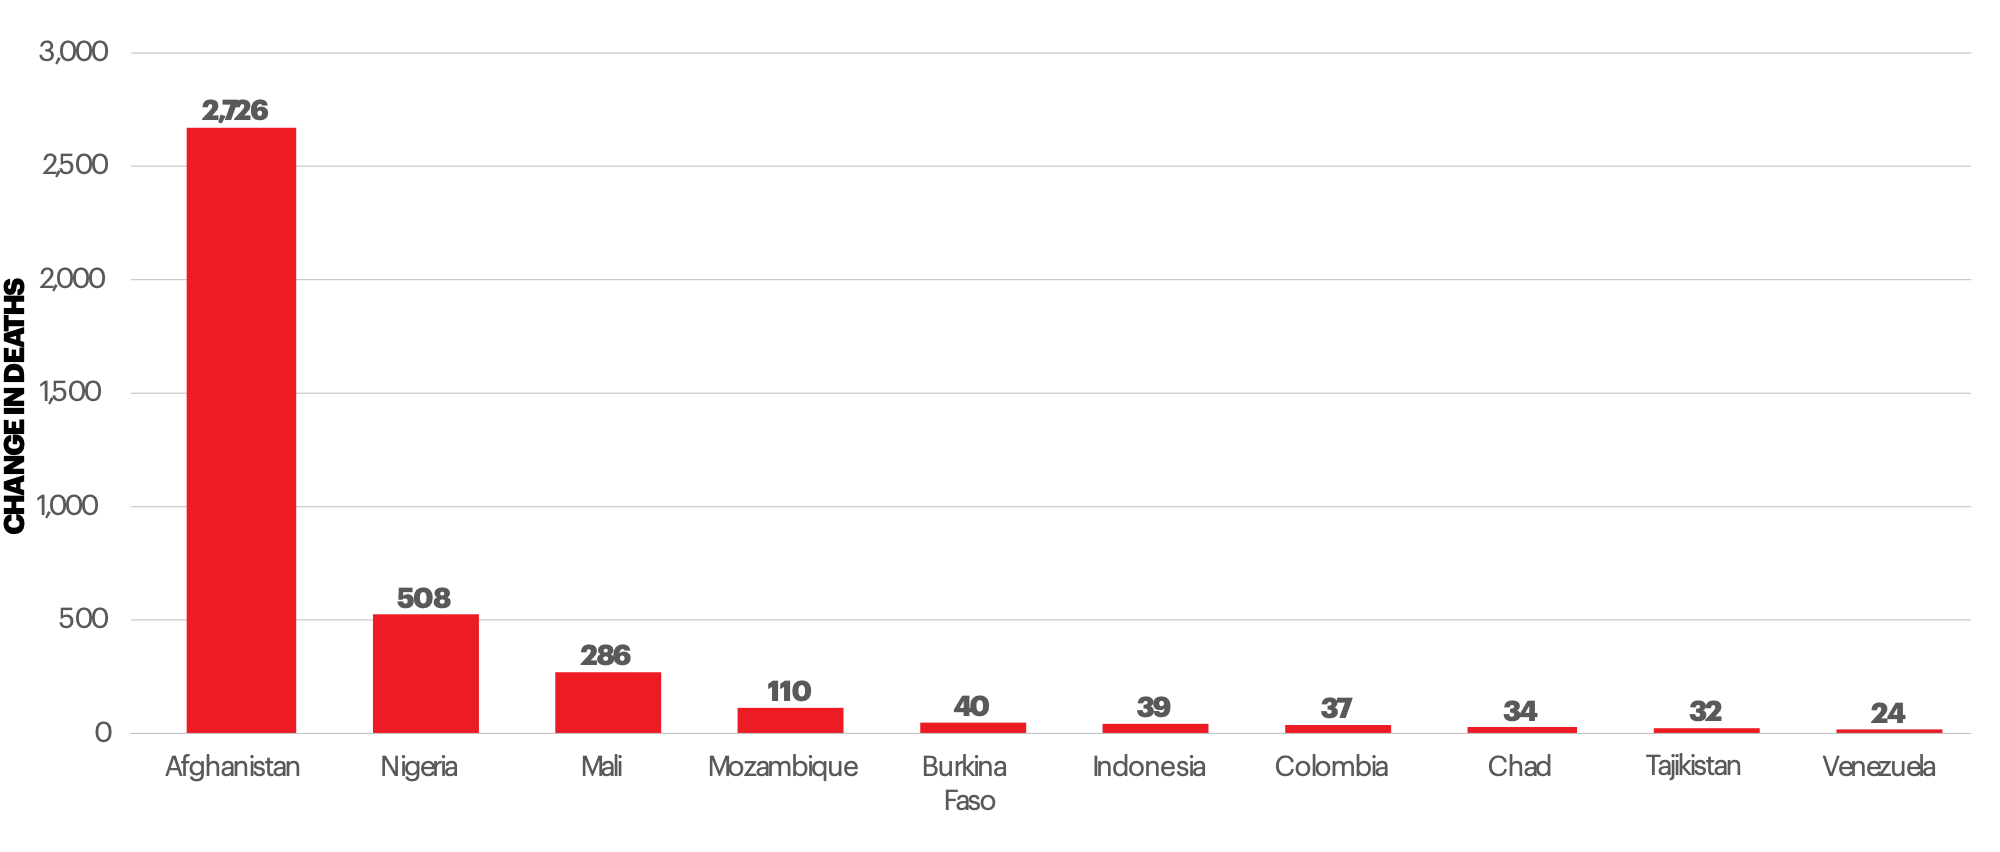 3,000
2,726
2,500
2,000
1,500
1,000
508
500
286
110
40
39
37
34
32
24
0
CHANGE IN DEATHS
Afghanistan
Nigeria
Mali
Mozambique
Burkina
Faso
Indonesia
Colombia
Chad
Tajikistan
Venezuela